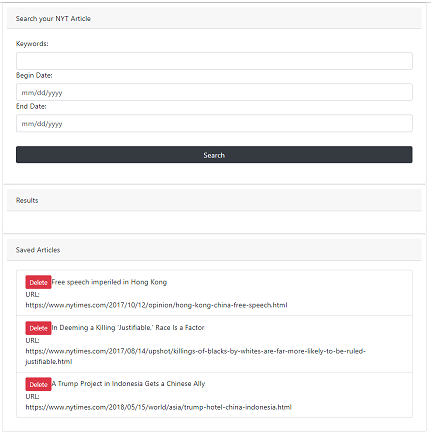 Search your NYT Article
Keywords:
Begin Date:
mm/dd/yyyy
End Date:
mm/dd/yyyy
Search
Results
Saved Articles
Delete Free speech imperiled in Hong Kong
URL:
https://www.nytimes.com/2017/10/12/opinion/hong-kong-china-free-speech.html
Delete In Deeming a Killing 'Justifiable,' Race Is a Factor
URL:
https://www.nytimes.com/2017/08/14/upshot/killings-of-blacks-by-whites-are-far-more-likely-to-be-ruled-
justifiable.html
Delete A Trump Project in Indonesia Gets a Chinese Ally
URL:
https://www.nytimes.com/2018/05/15/world/asia/trump-hotel-china-indonesia.html